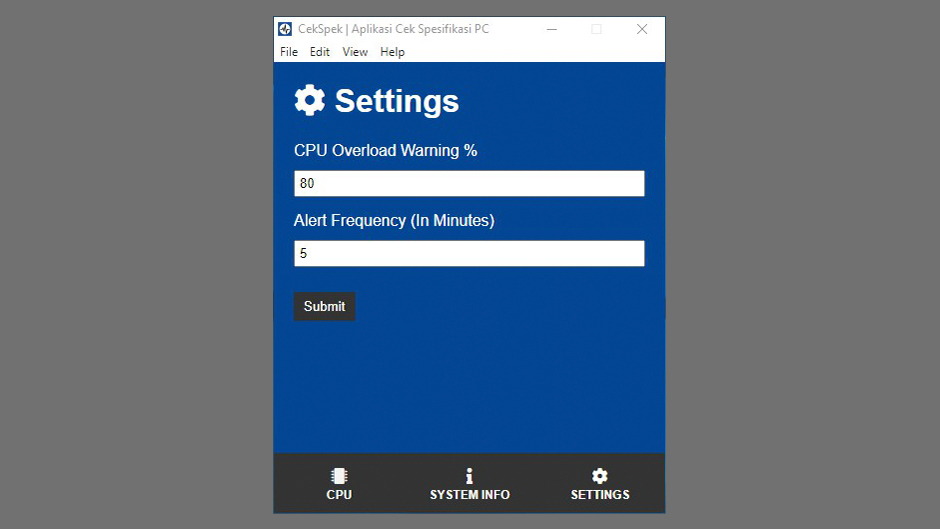 CekSpek | Aplikasi Cek Spesifikasi PC
File Edit View Help
Settings
CPU Overload Warning %
80
Alert Frequency (In Minutes)
5
Submit
CPU SYSTEM INFO SETTINGS